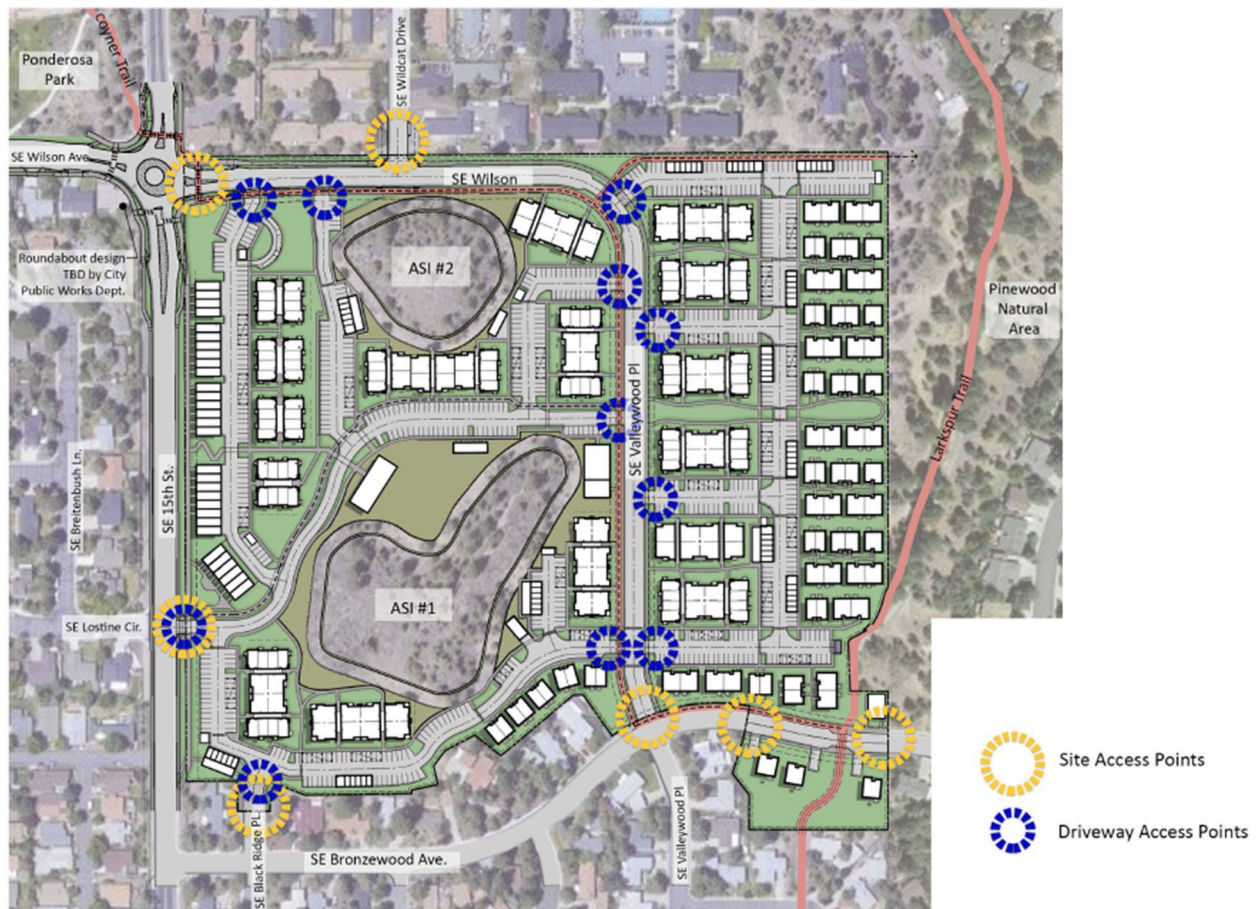 Ponderosa
Park
coyner Trail
SE Wildcat Drive
SE Wilson Ave
SE Wilson
Roundabout design
TBD by City
Public Works Dept.
ASI #2
Pinewood
Natural
Area
SE Valleywood Pl
Larkspur Trail
SE Breitenbush Ln.
SE 15th St.
ASI #1
SE Lostine Cir.
Site Access Points
SE Valleywood Pl
Driveway Access Points
SE Black Ridge PL.
SE Bronzewood Ave.